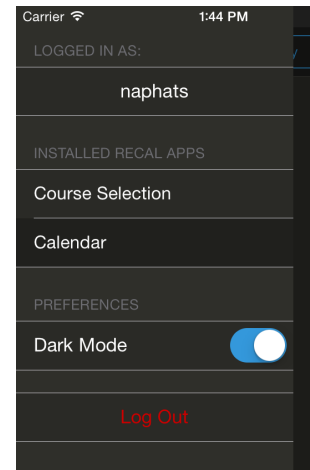 Carrier 1:44 PM
LOGGED IN AS:
naphats
INSTALLED RECAL APPS
Course Selection
Calendar
PREFERENCES
Dark Mode
Log Out